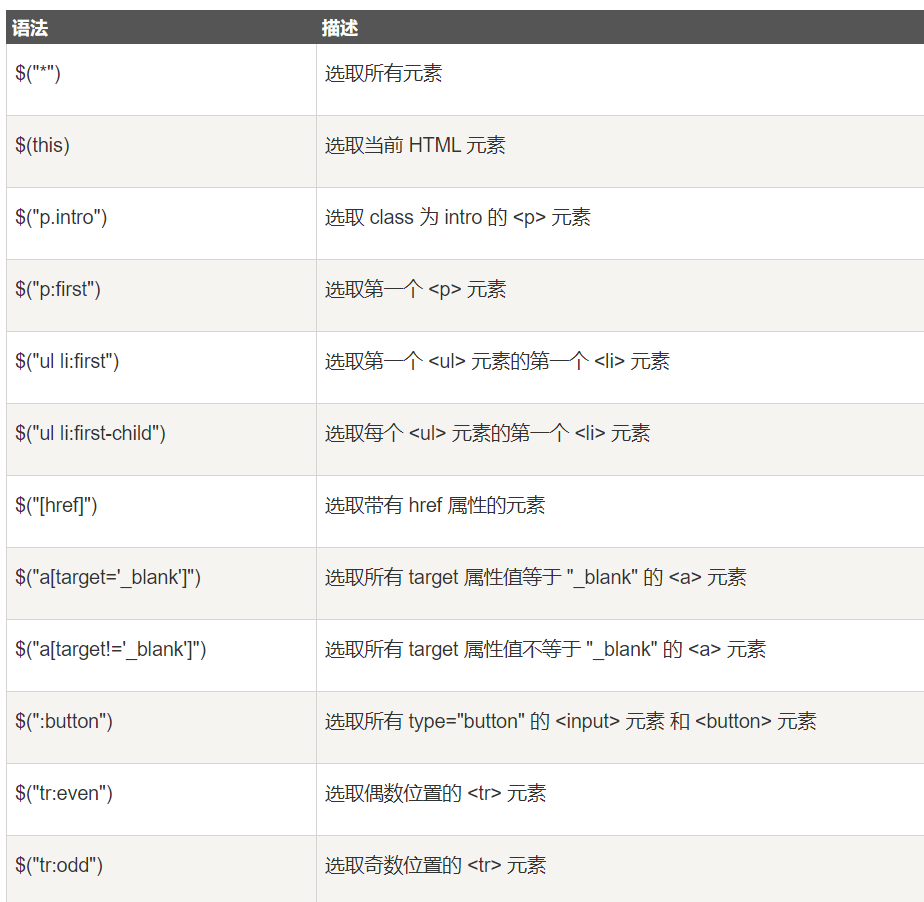 语法 描述
$("*") 选取所有元素
$(this) 选取当前 HTML 元素
$("p.intro") 选取 class 为 intro 的 <p> 元素
$("p:first") 选取第一个 <p> 元素
$("ul li:first") 选取第一个 <ul> 元素的第一个 <li> 元素
$("ul li:first-child") 选取每个 <ul> 元素的第一个 <li> 元素
$("[href]") 选取带有 href 属性的元素
$("a[target='_blank']") 选取所有 target 属性值等于 "_blank" 的 <a> 元素
$("a[target!='_blank']") 选取所有 target 属性值不等于 "_blank" 的 <a> 元素
$(":button") 选取所有 type="button" 的 <input> 元素 和 <button> 元素
$("tr:even") 选取偶数位置的 <tr> 元素
$("tr:odd") 选取奇数位置的 <tr> 元素